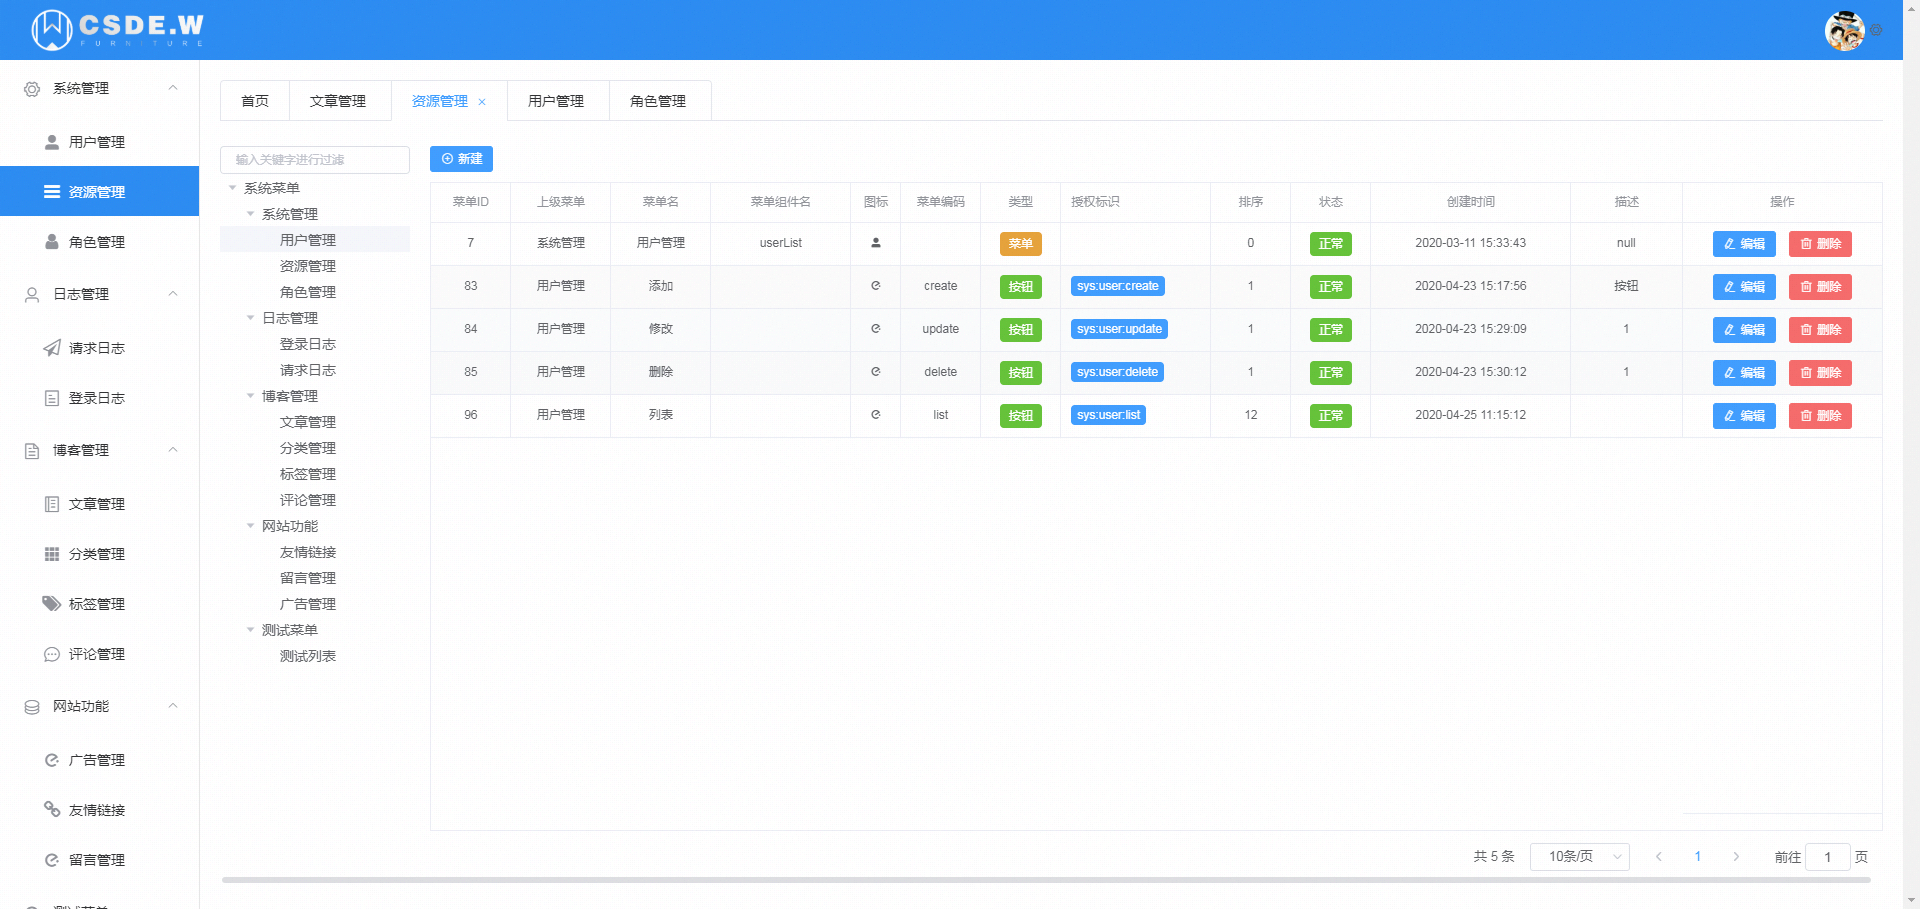 CSDE.W
FURNITURE
系统管理
用户管理
资源管理
角色管理
日志管理
请求日志
登录日志
博客管理
文章管理
分类管理
标签管理
评论管理
网站功能
广告管理
友情链接
留言管理
测试菜单
首页 文章管理 资源管理 × 用户管理 角色管理
输入关键字进行过滤
系统菜单
系统管理
用户管理
资源管理
角色管理
日志管理
登录日志
请求日志
博客管理
文章管理
分类管理
标签管理
评论管理
网站功能
友情链接
留言管理
广告管理
测试菜单
测试列表
新建
菜单ID 上级菜单 菜单名 菜单组件名 图标 菜单编码 类型 授权标识 排序 状态 创建时间 描述 操作
7 系统管理 用户管理 userList 菜单 0 正常 2020-03-11 15:33:43 null 编辑 删除
83 用户管理 添加 create 按钮 sys:user:create 1 正常 2020-04-23 15:17:56 按钮 编辑 删除
84 用户管理 修改 update 按钮 sys:user:update 1 正常 2020-04-23 15:29:09 1 编辑 删除
85 用户管理 删除 delete 按钮 sys:user:delete 1 正常 2020-04-23 15:30:12 1 编辑 删除
96 用户管理 列表 list 按钮 sys:user:list 12 正常 2020-04-25 11:15:12 编辑 删除
共 5 条 10条/页 1 前往 1 页